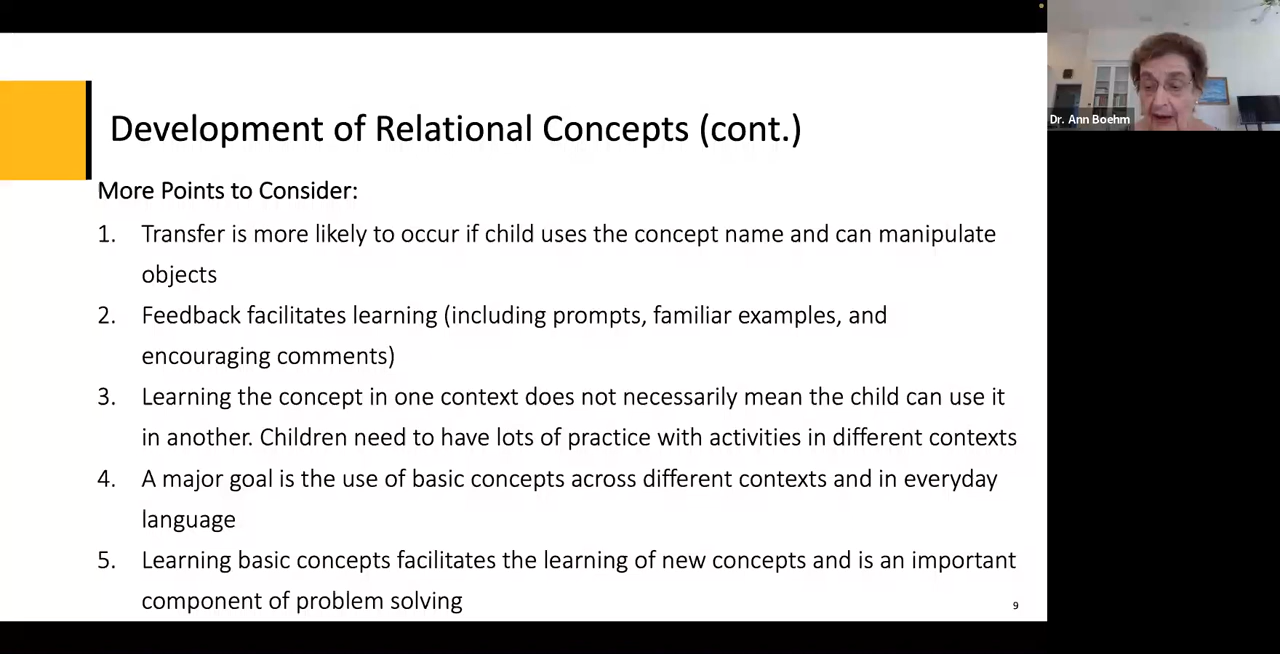 Development of Relational Concepts (cont.)
Dr. Ann Boehm
More Points to Consider:
1. Transfer is more likely to occur if child uses the concept name and can manipulate
objects
2. Feedback facilitates learning (including prompts, familiar examples, and
encouraging comments)
3. Learning the concept in one context does not necessarily mean the child can use it
in another. Children need to have lots of practice with activities in different contexts
4. A major goal is the use of basic concepts across different contexts and in everyday
language
5. Learning basic concepts facilitates the learning of new concepts and is an important
component of problem solving
9